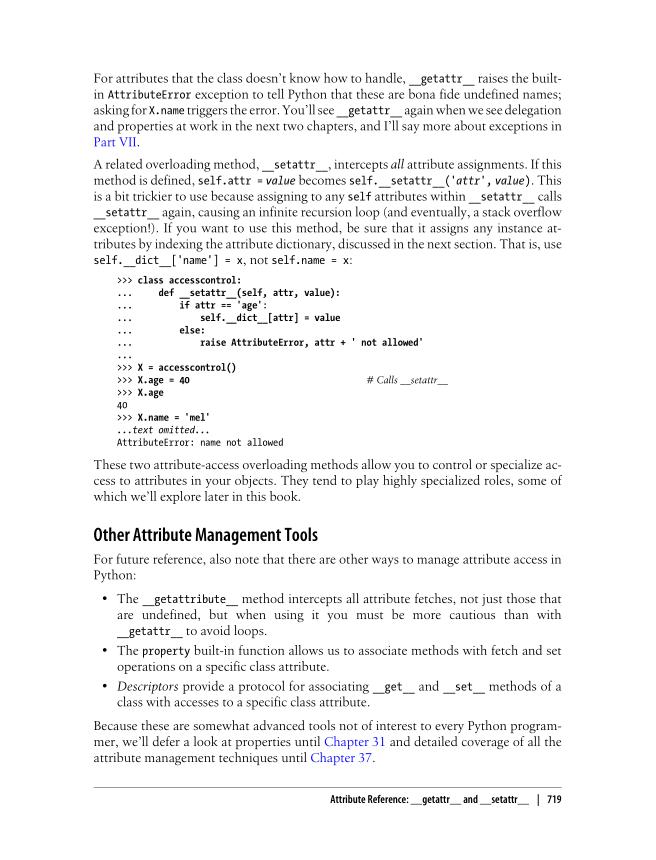 For attributes that the class doesn’t know how to handle, __getattr__ raises the built-
in AttributeError exception to tell Python that these are bona fide undefined names;
asking for X.name triggers the error. You’ll see __getattr__ again when we see delegation
and properties at work in the next two chapters, and I’ll say more about exceptions in
Part VII.
A related overloading method, __setattr__, intercepts all attribute assignments. If this
method is defined, self.attr = value becomes self.__setattr__('attr', value). This
is a bit trickier to use because assigning to any self attributes within __setattr__ calls
__setattr__ again, causing an infinite recursion loop (and eventually, a stack overflow
exception!). If you want to use this method, be sure that it assigns any instance at-
tributes by indexing the attribute dictionary, discussed in the next section. That is, use
self.__dict__['name'] = x, not self.name = x:
>>> class accesscontrol:
...     def __setattr__(self, attr, value):
...         if attr == 'age':
...             self.__dict__[attr] = value
...         else:
...             raise AttributeError, attr + ' not allowed'
...
>>> X = accesscontrol()
>>> X.age = 40 # Calls __setattr__
>>> X.age
40
>>> X.name = 'mel'
...text omitted...
AttributeError: name not allowed
These two attribute-access overloading methods allow you to control or specialize ac-
cess to attributes in your objects. They tend to play highly specialized roles, some of
which we’ll explore later in this book.
Other Attribute Management Tools
For future reference, also note that there are other ways to manage attribute access in
Python:
• The __getattribute__ method intercepts all attribute fetches, not just those that
are undefined, but when using it you must be more cautious than with
__getattr__ to avoid loops.
• The property built-in function allows us to associate methods with fetch and set
operations on a specific class attribute.
• Descriptors provide a protocol for associating __get__ and __set__ methods of a
class with accesses to a specific class attribute.
Because these are somewhat advanced tools not of interest to every Python program-
mer, we’ll defer a look at properties until Chapter 31 and detailed coverage of all the
attribute management techniques until Chapter 37.
Attribute Reference: __getattr__ and __setattr__ | 719